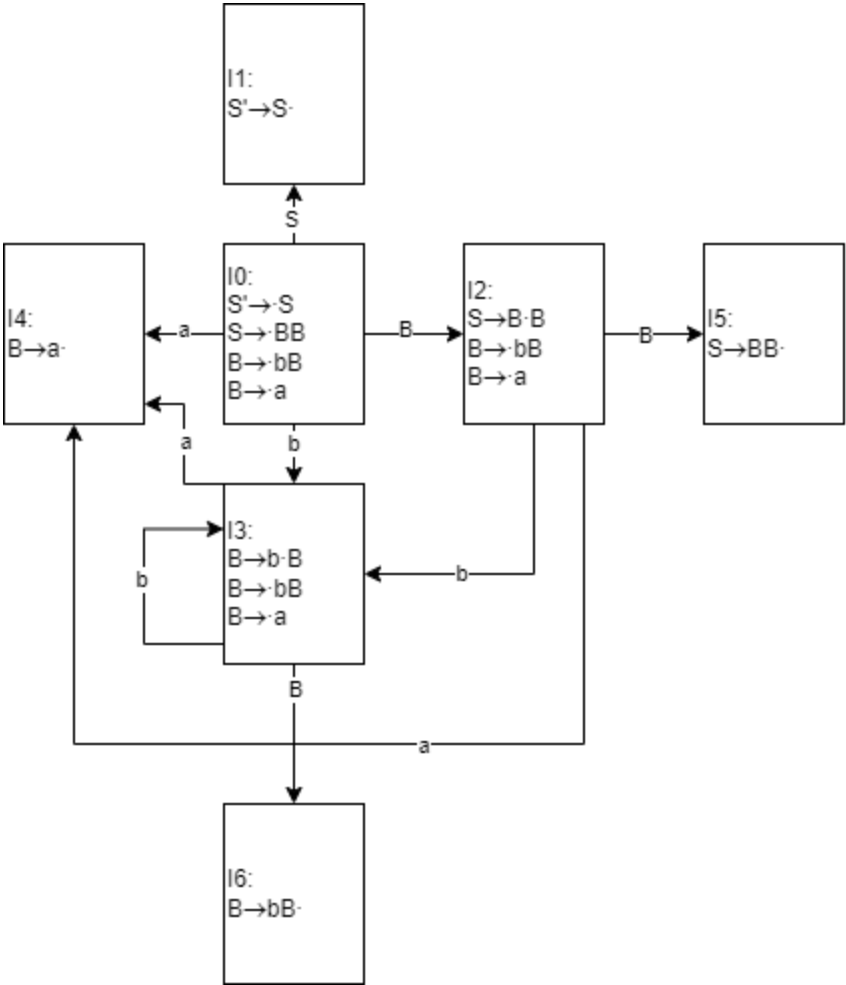 I1:
S'→S·
S
I4:
B→a·
a
I0:
S'→·S
S→·BB
B→·bB
B→·a
B
I2:
S→B·B
B→·bB
B→·a
B
I5:
S→BB·
a
b
I3:
B→b·B
B→·bB
B→·a
b
b
B
a
I6:
B→bB·